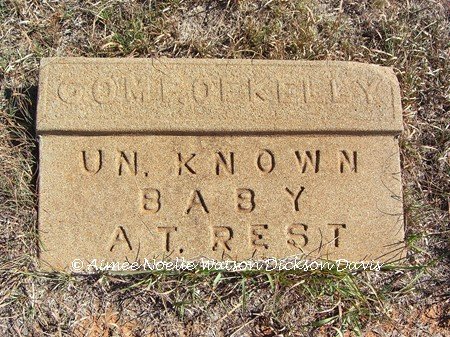 COMP. OF KELLY
UN. KNOWN
BABY
AT. REST
© Aimee Noelle Watson Dickson Davis